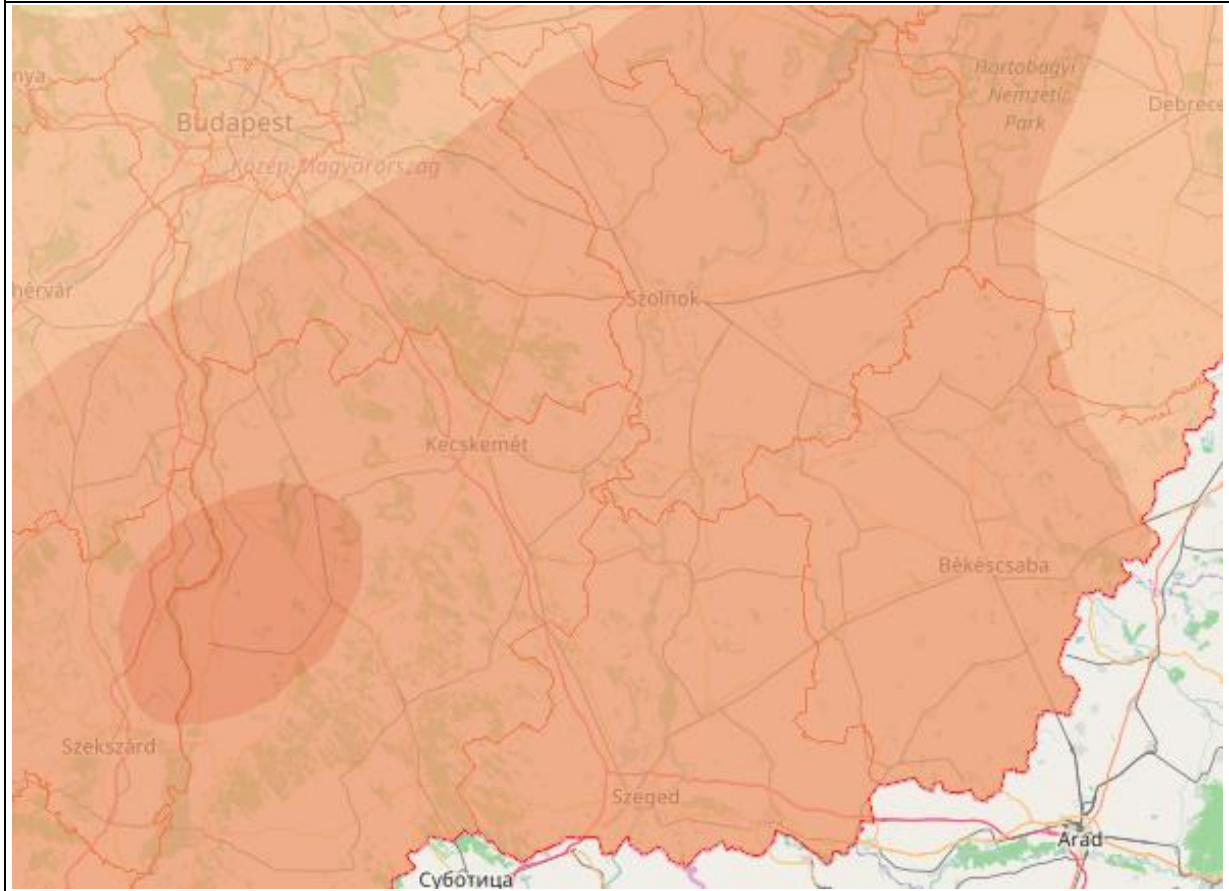 nya
Budapest
Közép-Magyarország
Hortobágyi
Nemzeti
Park
Debrece
hérvár
Szolnok
Kecskemét
Békéscsaba
Szekszárd
Szeged
Arad
Суботица